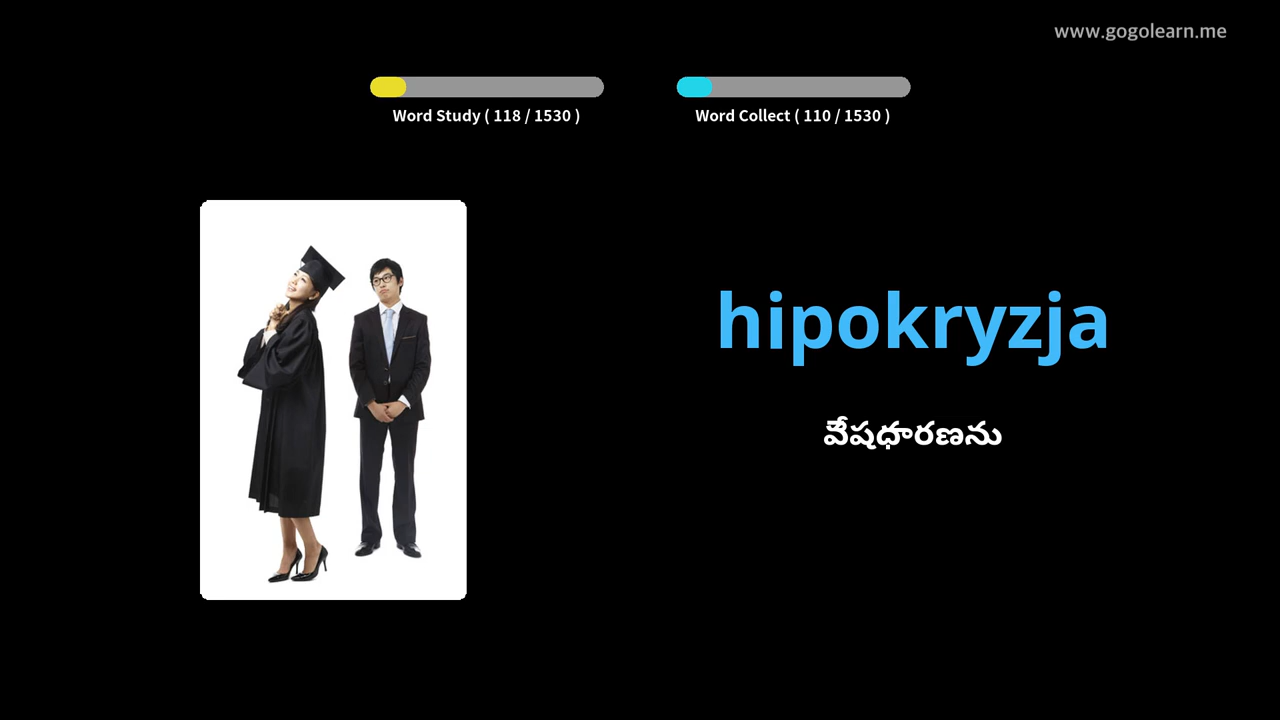 www.gogolearn.me
Word Study ( 118 / 1530 )
Word Collect ( 110 / 1530 )
hipokryzja
వేషధారణను